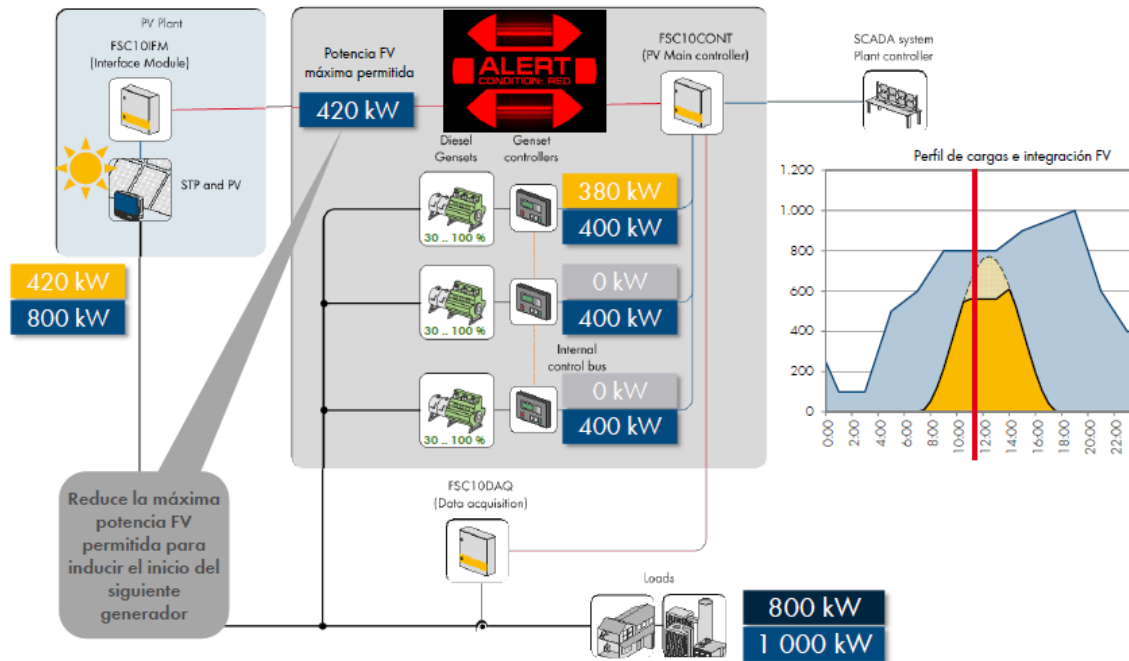 PV Plant
FSC10IFM
(Interface Module)
STP and PV
420 kW
800 kW
Potencia FV
máxima permitida
420 kW
ALERT
CONDITION: RED
FSC10CONT
(PV Main controller)
SCADA system
Plant controller
Diesel
Gensets
Genset
controllers
30 .. 100 %
380 kW
400 kW
30 .. 100 %
0 kW
400 kW
Internal
control bus
30 .. 100 %
0 kW
400 kW
Perfil de cargas e integración FV
1.200
1.000
800
600
400
200
0
0:00
2:00
4:00
6:00
8:00
10:00
12:00
14:00
16:00
18:00
20:00
22:00
Reduce la máxima
potencia FV
permitida para
inducir el inicio del
siguiente
generador
FSC10DAQ
(Data acquisition)
Loads
800 kW
1 000 kW